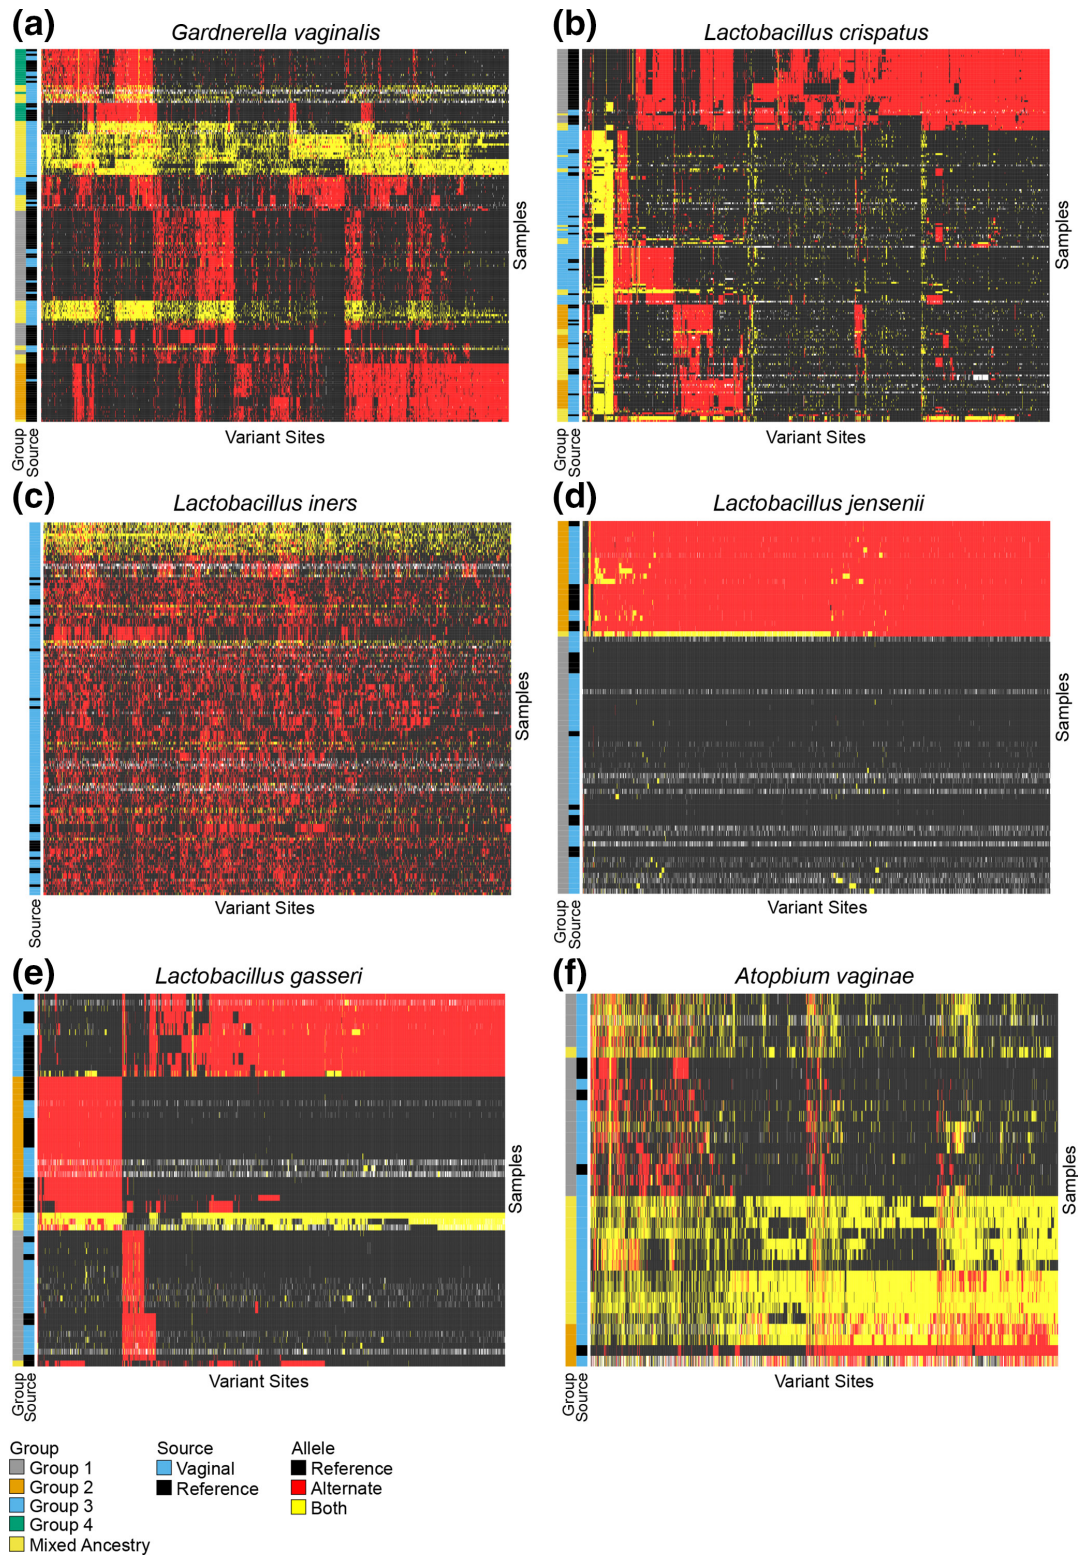 (a)
Gardnerella vaginalis
Samples
Variant Sites
Group
Source
(b)
Lactobacillus crispatus
Samples
Variant Sites
Group
Source
(c)
Lactobacillus iners
Samples
Variant Sites
Source
(d)
Lactobacillus jensenii
Samples
Variant Sites
Group
Source
(e)
Lactobacillus gasseri
Samples
Variant Sites
Group
Source
(f)
Atopbium vaginae
Samples
Variant Sites
Group
Source
Group
Group 1
Group 2
Group 3
Group 4
Mixed Ancestry
Source
Vaginal
Reference
Allele
Reference
Alternate
Both